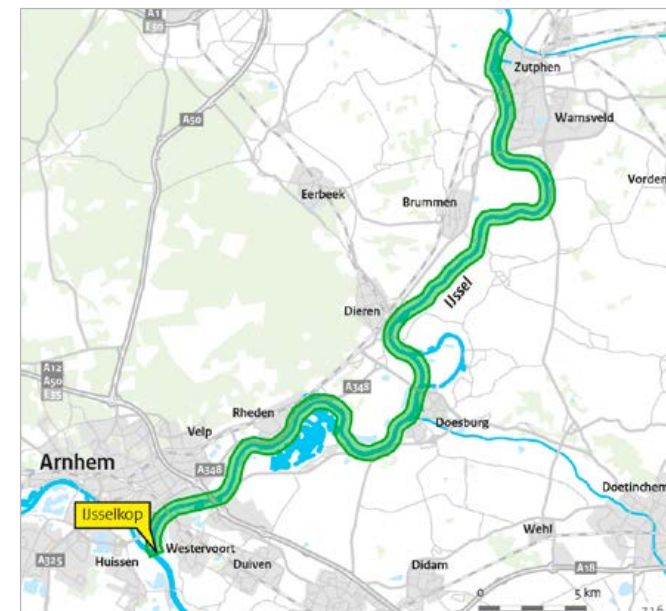 A1
E30
Zutphen
A50
Warnsveld
Eerbeek
Brummen
Vorden
IJssel
Dieren
A12
A50
E35
A348
Rheden
Velp
Doesburg
Arnhem
A348
Doetinchem
IJsselkop
Westervoort
Wehl
Huissen
Duiven
A325
Didam
A18
0
5 km